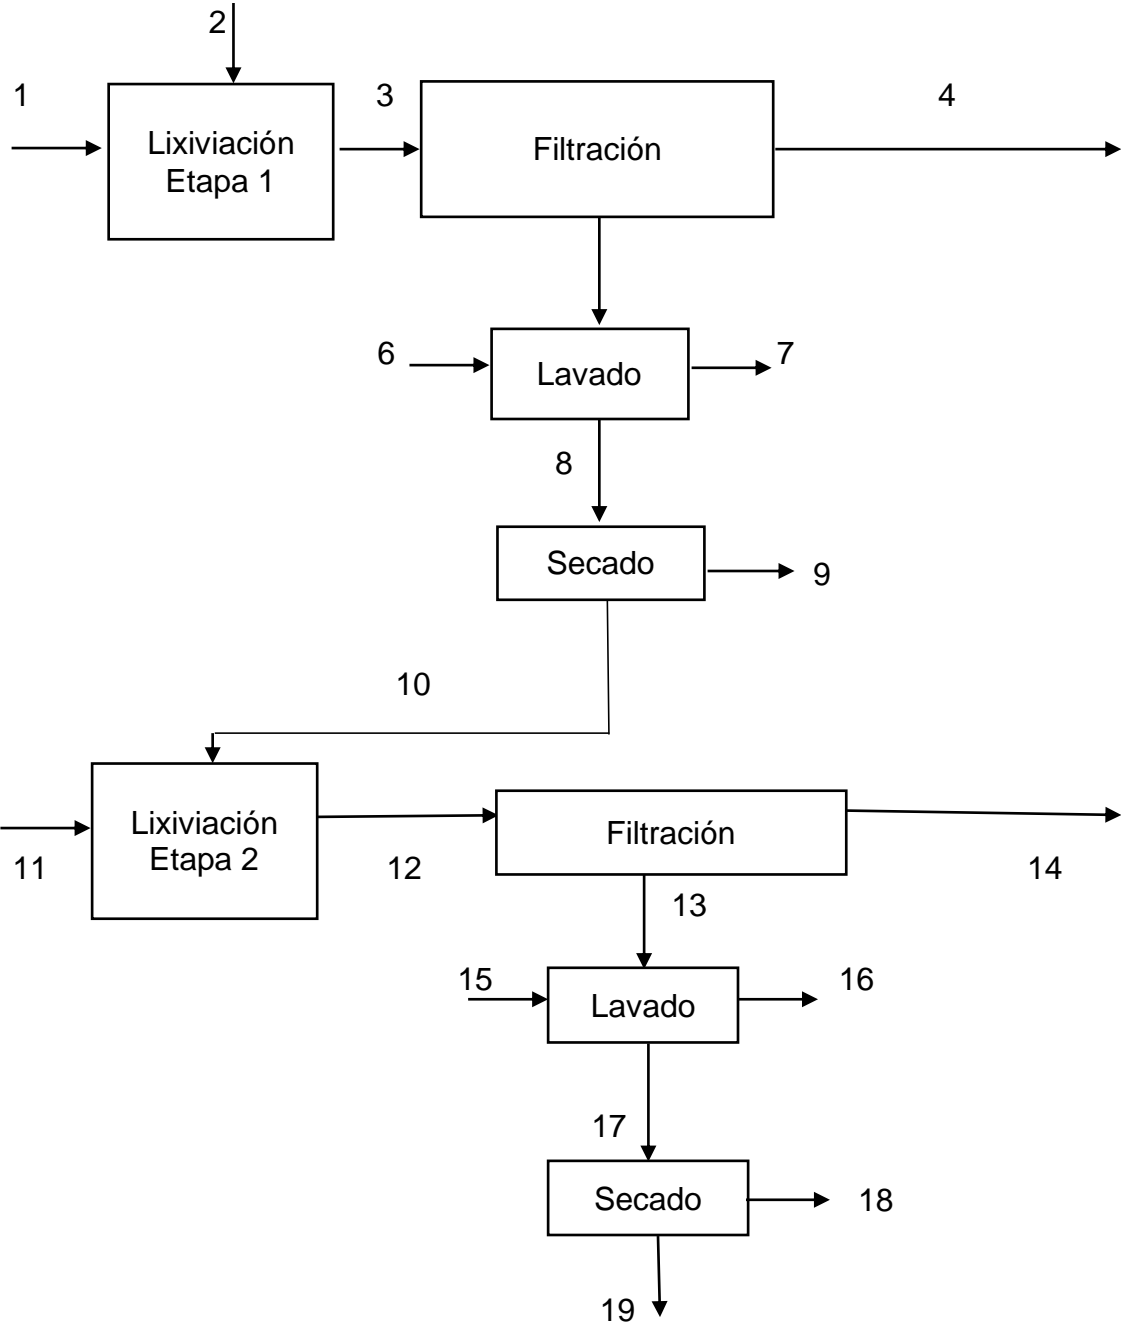 2
1
3
4
Lixiviación
Etapa 1
Filtración
6
7
Lavado
8
Secado
9
10
Lixiviación
Etapa 2
Filtración
11
12
14
13
15
16
Lavado
17
Secado
18
19